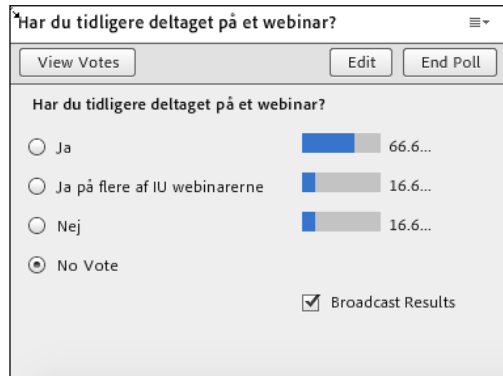 Har du tidligere deltaget på et webinar?
View Votes Edit End Poll
Har du tidligere deltaget på et webinar?
Ja 66.6...
Ja på flere af IU webinarerne 16.6...
Nej 16.6...
No Vote
Broadcast Results